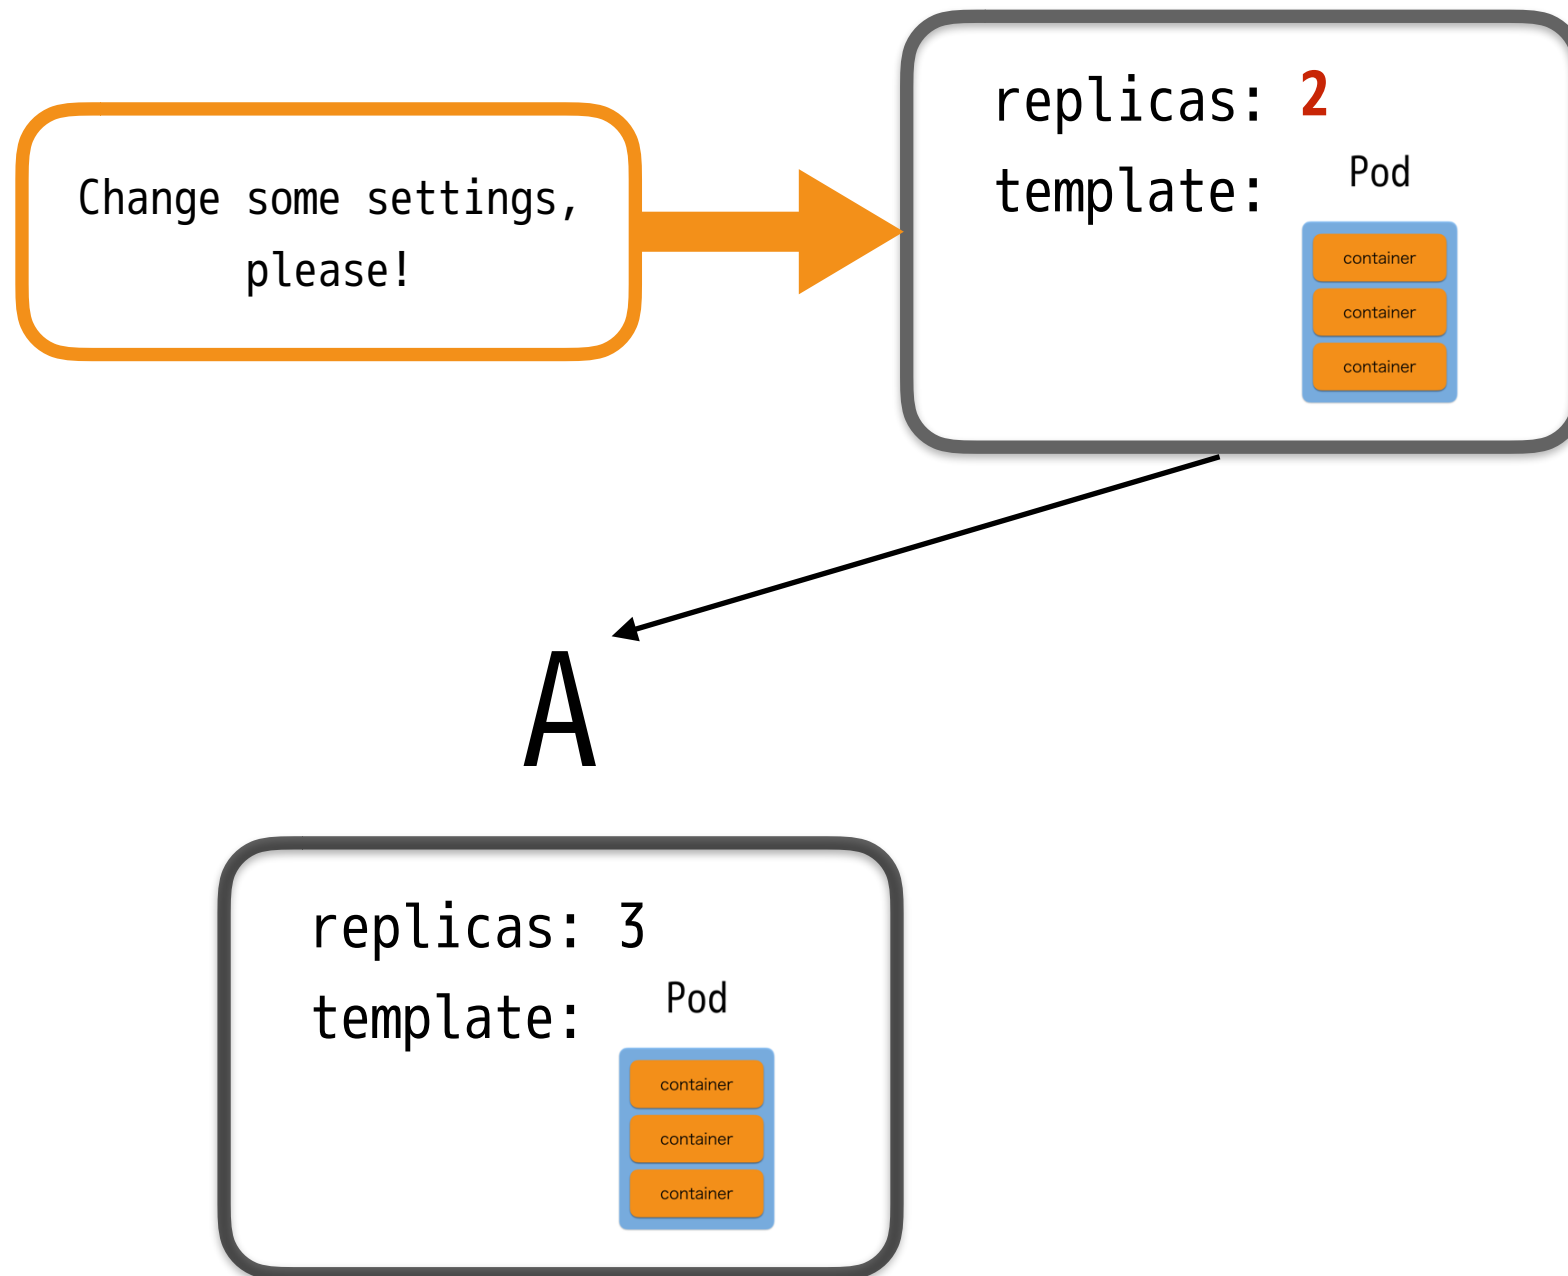 Change some settings,
please!
replicas: 2
template:
Pod
container
container
container
A
replicas: 3
template:
Pod
container
container
container